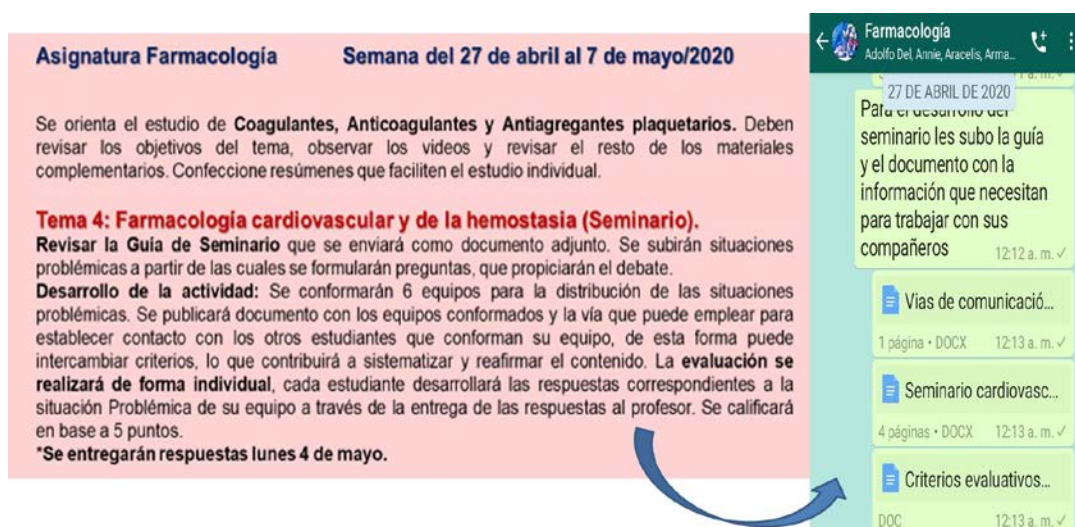 Asignatura Farmacología Semana del 27 de abril al 7 de mayo/2020
Se orienta el estudio de Coagulantes, Anticoagulantes y Antiagregantes plaquetarios. Deben
revisar los objetivos del tema, observar los videos y revisar el resto de los materiales
complementarios. Confeccione resúmenes que faciliten el estudio individual.
Tema 4: Farmacología cardiovascular y de la hemostasia (Seminario).
Revisar la Guía de Seminario que se enviará como documento adjunto. Se subirán situaciones
problémicas a partir de las cuales se formularán preguntas, que propiciarán el debate.
Desarrollo de la actividad: Se conformarán 6 equipos para la distribución de las situaciones
problémicas. Se publicará documento con los equipos conformados y la vía que puede emplear para
establecer contacto con los otros estudiantes que conforman su equipo, de esta forma puede
intercambiar criterios, lo que contribuirá a sistematizar y reafirmar el contenido. La evaluación se
realizará de forma individual, cada estudiante desarrollará las respuestas correspondientes a la
situación Problémica de su equipo a través de la entrega de las respuestas al profesor. Se calificará
en base a 5 puntos.
*Se entregarán respuestas lunes 4 de mayo.
Farmacología
Adolfo Del, Annie, Aracelis, Arma...
27 DE ABRIL DE 2020
Para el desarrollo del
seminario les subo la guía
y el documento con la
información que necesitan
para trabajar con sus
compañeros 12:12 a. m.
Vias de comunicació...
1 página • DOCX 12:13 a. m.
Seminario cardiovasc...
4 páginas • DOCX 12:13 a. m.
Criterios evaluativos...
DOC 12:13 a. m.